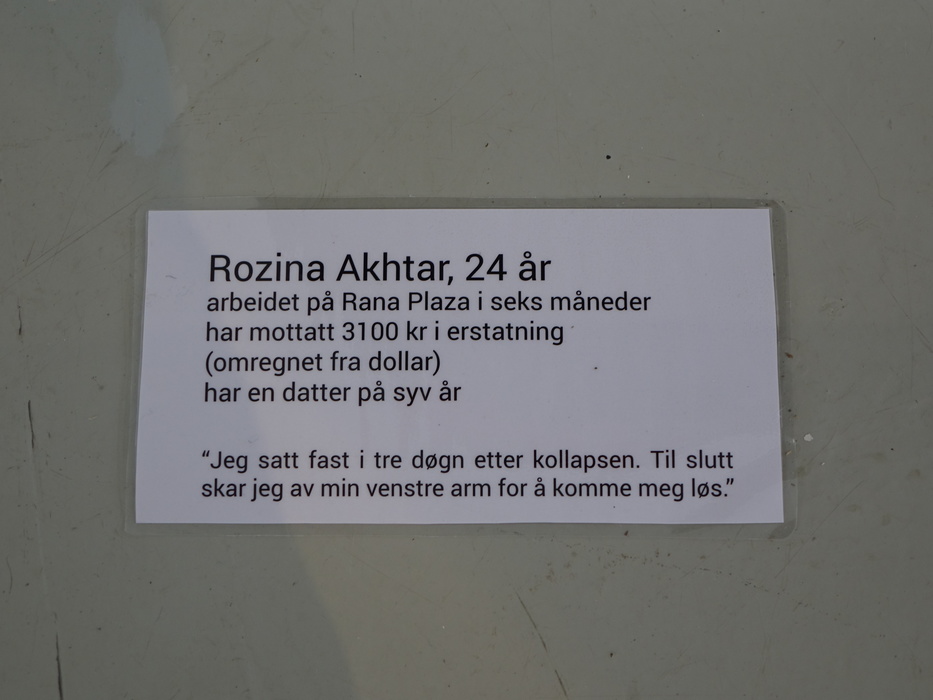 Rozina Akhtar, 24 år
arbeidet på Rana Plaza i seks måneder
har mottatt 3100 kr i erstatning
(omregnet fra dollar)
har en datter på syv år
“Jeg satt fast i tre døgn etter kollapsen. Til slutt
skar jeg av min venstre arm for å komme meg løs.”